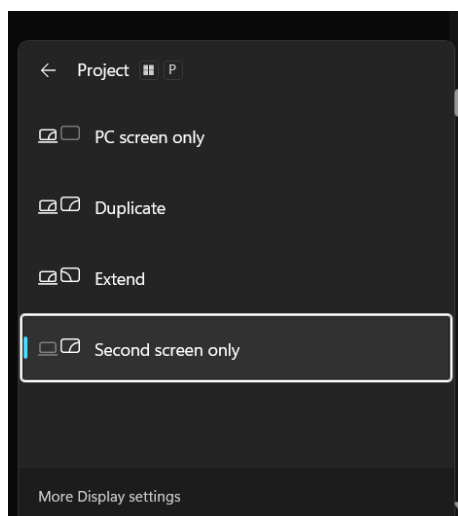 Project P
PC screen only
Duplicate
Extend
Second screen only
More Display settings